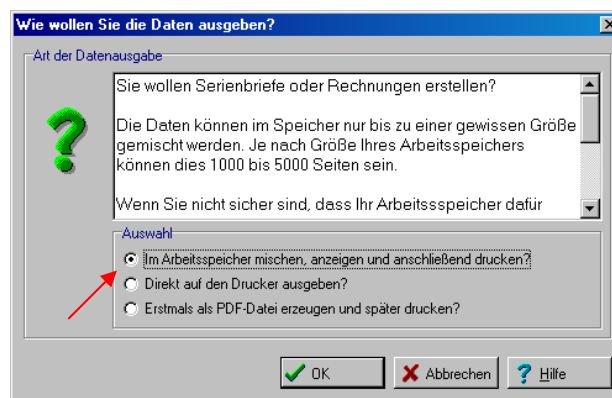 Wie wollen Sie die Daten ausgeben?
Art der Datenausgabe
Sie wollen Serienbriefe oder Rechnungen erstellen?
Die Daten können im Speicher nur bis zu einer gewissen Größe
gemischt werden. Je nach Größe Ihres Arbeitsspeichers
können dies 1000 bis 5000 Seiten sein.
Wenn Sie nicht sicher sind, dass Ihr Arbeitssspeicher dafür
Auswahl
Im Arbeitsspeicher mischen, anzeigen und anschließend drucken?
Direkt auf den Drucker ausgeben?
Erstmals als PDF-Datei erzeugen und später drucken?
OK Abbrechen Hilfe